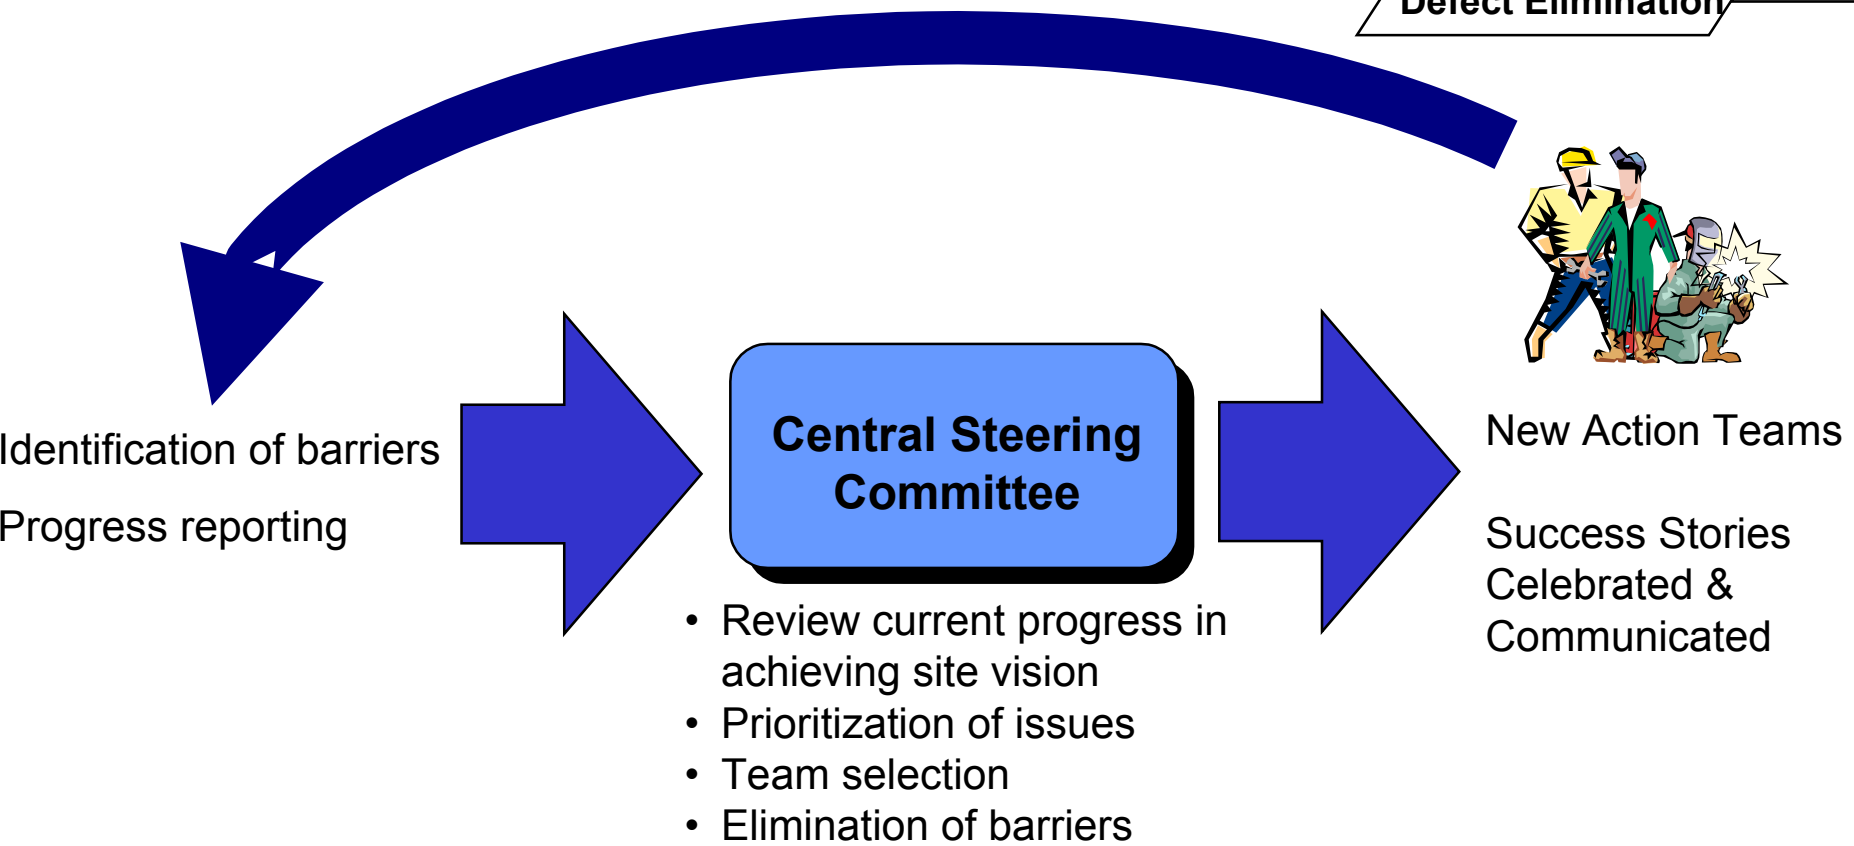 Defect Elimination
Identification of barriers
Progress reporting
Central Steering
Committee
• Review current progress in
achieving site vision
• Prioritization of issues
• Team selection
• Elimination of barriers
New Action Teams
Success Stories
Celebrated &
Communicated